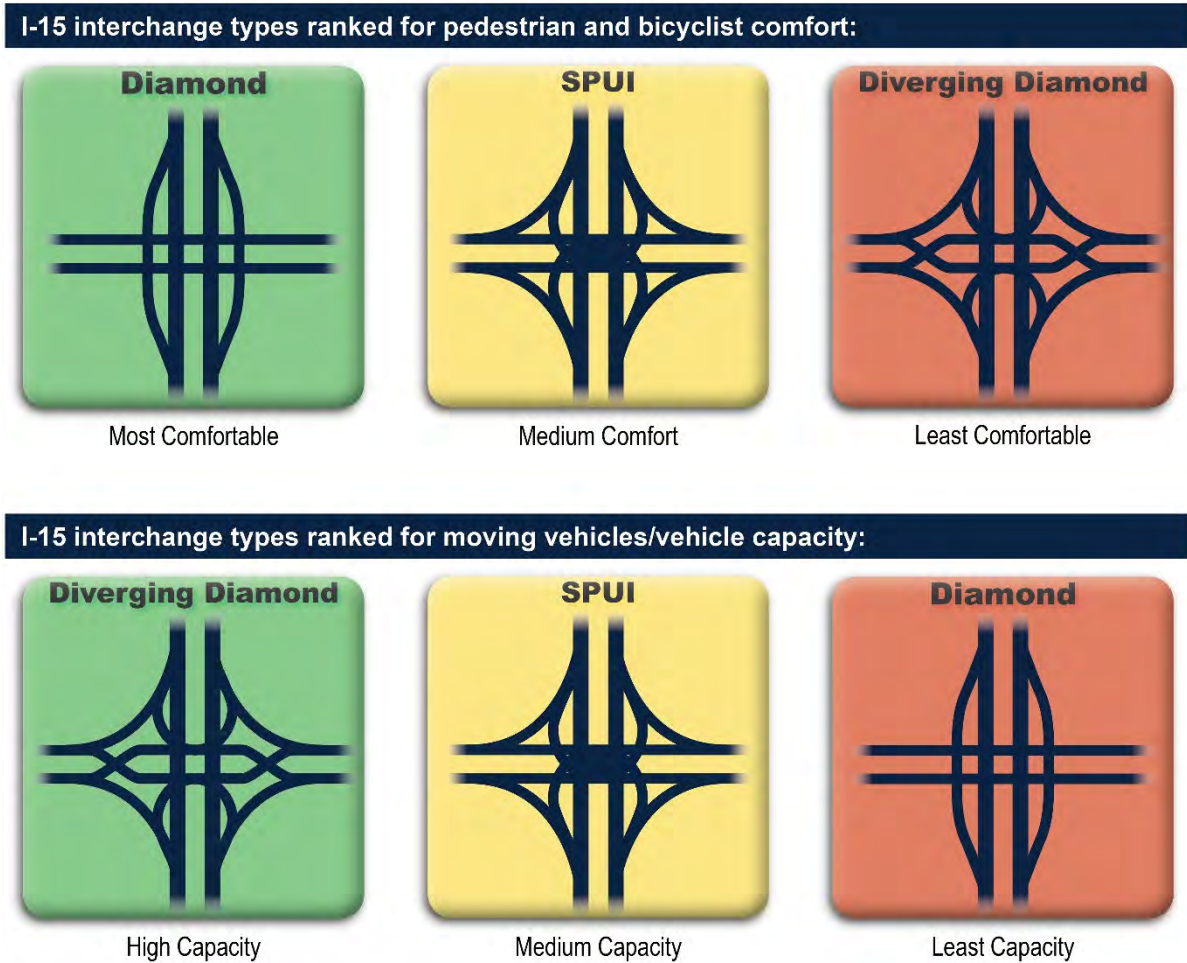 I-15 interchange types ranked for pedestrian and bicyclist comfort:
Diamond
SPUI
Diverging Diamond
Most Comfortable
Medium Comfort
Least Comfortable
I-15 interchange types ranked for moving vehicles/vehicle capacity:
Diverging Diamond
SPUI
Diamond
High Capacity
Medium Capacity
Least Capacity